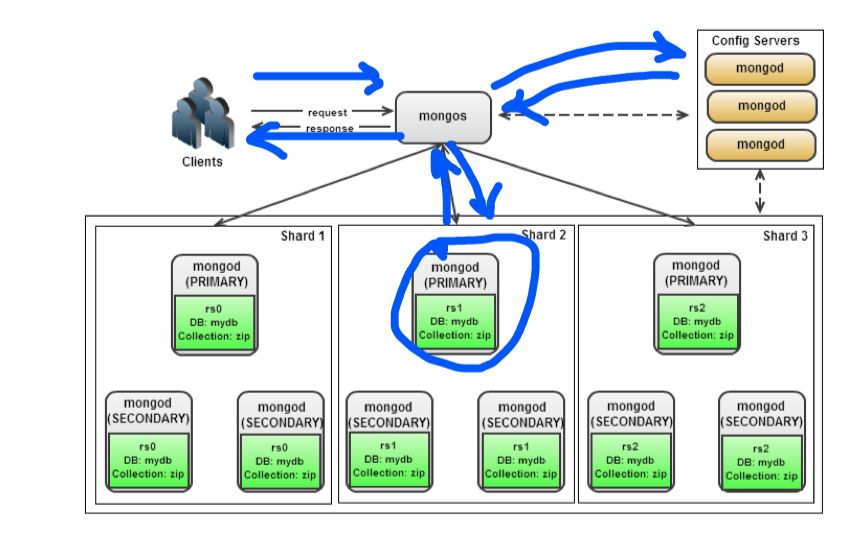 Config Servers
mongod
mongod
mongod
mongos
request
response
Clients
Shard 1
Shard 2
Shard 3
mongod
(PRIMARY)
rs0
DB: mydb
Collection: zip
mongod
(PRIMARY)
rs1
DB: mydb
Collection: zip
mongod
(PRIMARY)
rs2
DB: mydb
Collection: zip
mongod
(SECONDARY)
rs0
DB: mydb
Collection: zip
mongod
(SECONDARY)
rs0
DB: mydb
Collection: zip
mongod
(SECONDARY)
rs1
DB: mydb
Collection: zip
mongod
(SECONDARY)
rs1
DB: mydb
Collection: zip
mongod
(SECONDARY)
rs2
DB: mydb
Collection: zip
mongod
(SECONDARY)
rs2
DB: mydb
Collection: zip